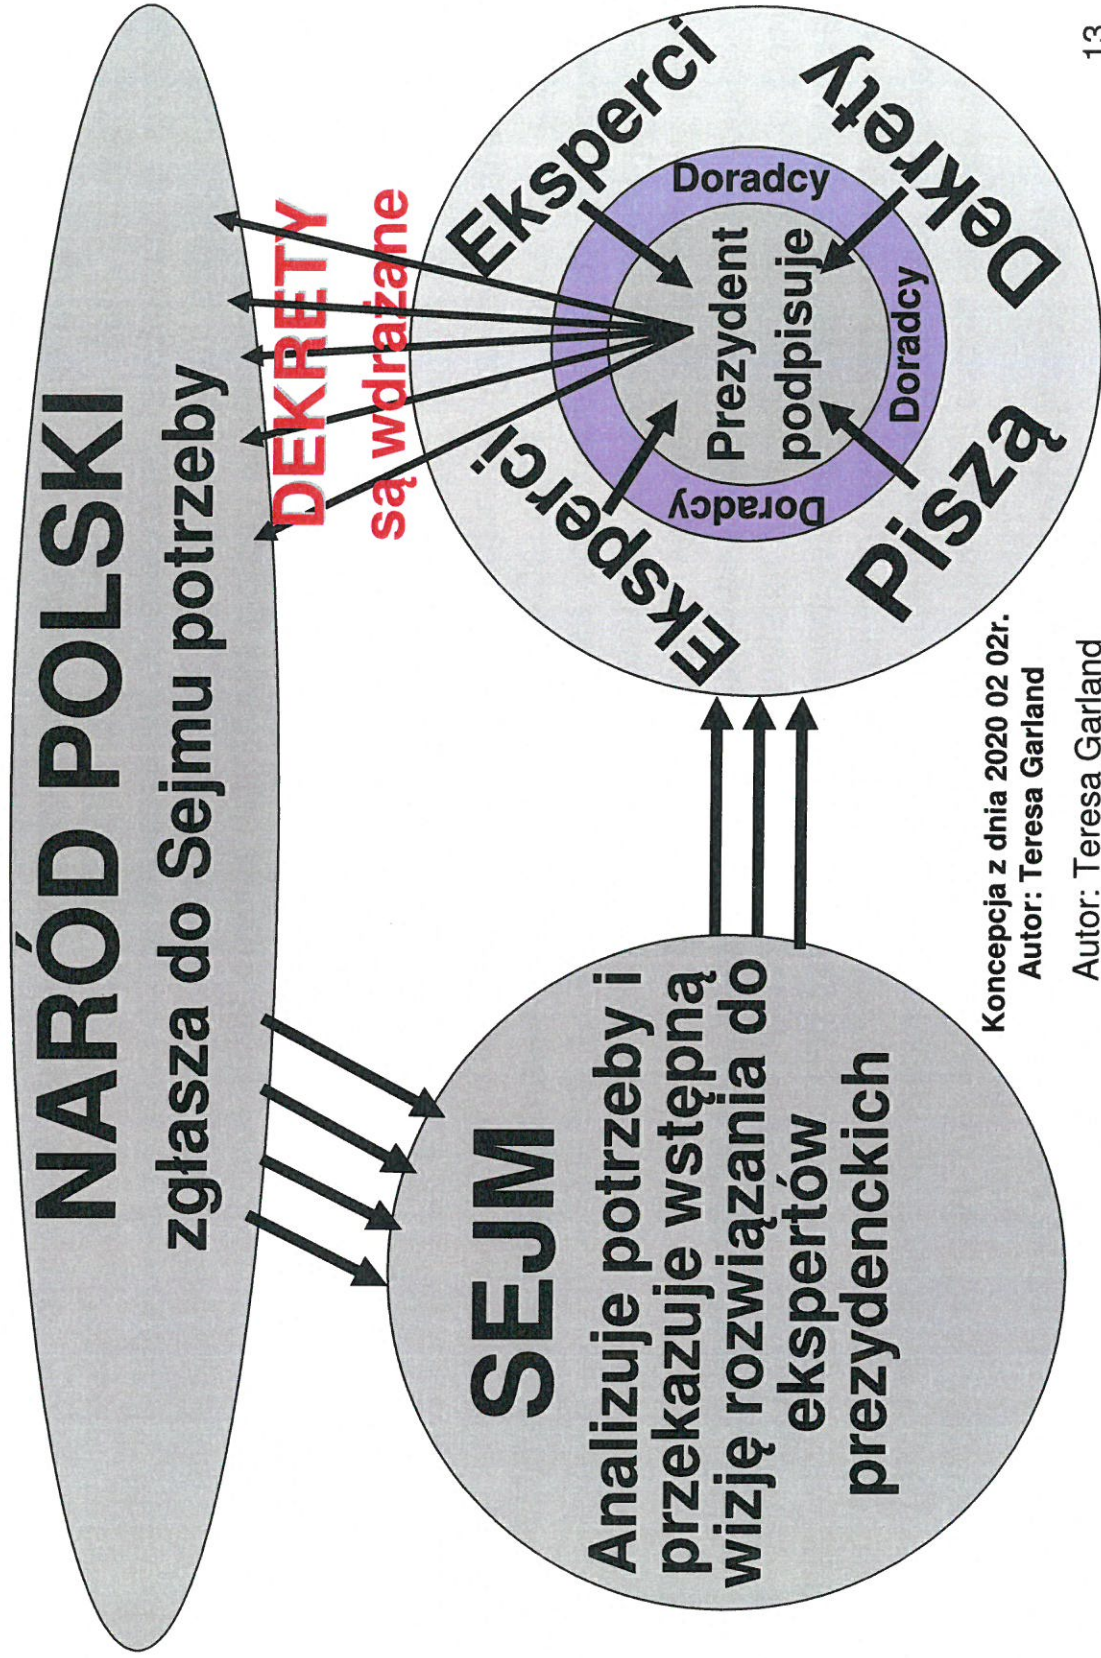 NARÓD POLSKI
zgłasza do Sejmu potrzeby
DEKRETY
są wdrażane
SEJM
Analizuje potrzeby i
przekazuje wstępną
wizję rozwiązania do
ekspertów
prezydenckich
Eksperci
Eksperci
Piszą
Dekrety
Doradcy
Doradcy
Doradcy
Prezydent
podpisuje
Koncepcja z dnia 2020 02 02r.
Autor: Teresa Garland
Autor: Teresa Garland
13